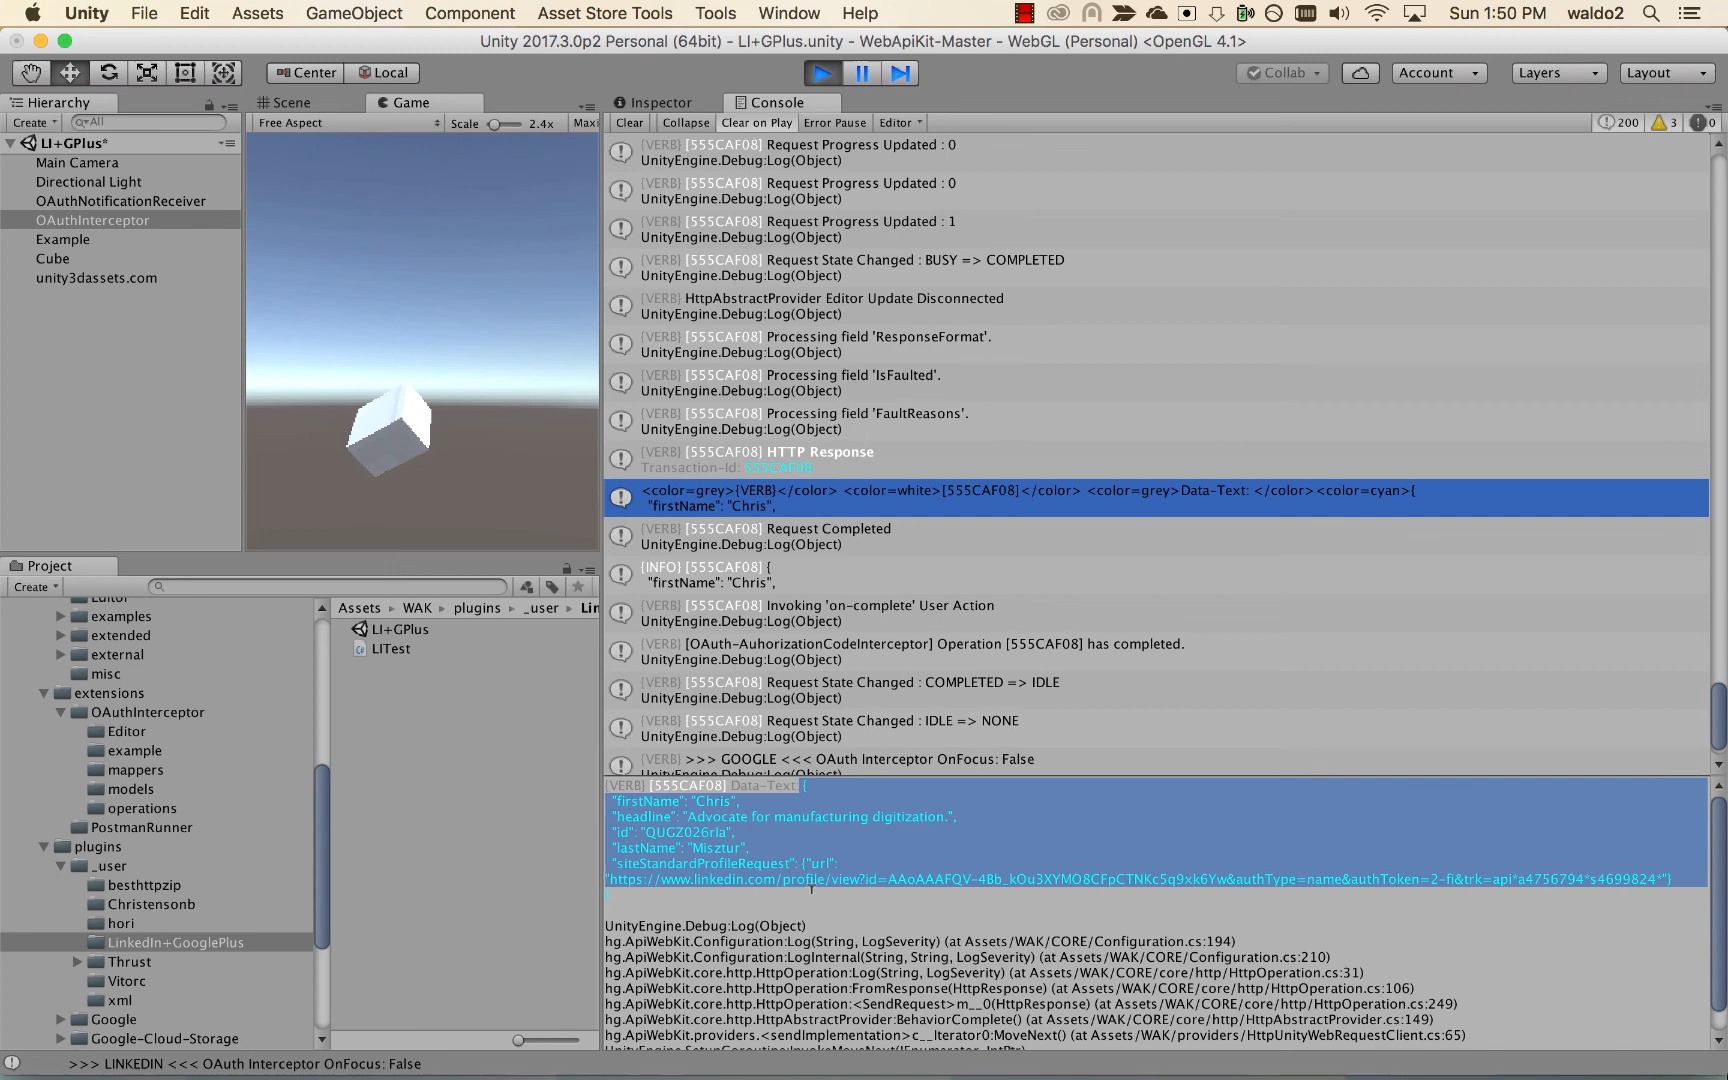 Unity File Edit Assets GameObject Component Asset Store Tools Tools Window Help Sun 1:50 PM waldo2
Unity 2017.3.0p2 Personal (64bit) - LI+GPlus.unity - WebApiKit-Master - WebGL (Personal) <OpenGL 4.1>
Center Local Collab Account Layers Layout
Hierarchy Scene Game Inspector Console
Create All Free Aspect Scale 2.4x Maxi Clear Collapse Clear on Play Error Pause Editor 200 3 0
LI+GPlus*
Main Camera
Directional Light
OAuthNotificationReceiver
OAuthInterceptor
Example
Cube
unity3dassets.com
{VERB} [555CAF08] Request Progress Updated : 0
UnityEngine.Debug:Log(Object)
{VERB} [555CAF08] Request Progress Updated : 0
UnityEngine.Debug:Log(Object)
{VERB} [555CAF08] Request Progress Updated : 1
UnityEngine.Debug:Log(Object)
{VERB} [555CAF08] Request State Changed : BUSY => COMPLETED
UnityEngine.Debug:Log(Object)
{VERB} HttpAbstractProvider Editor Update Disconnected
UnityEngine.Debug:Log(Object)
{VERB} [555CAF08] Processing field 'ResponseFormat'.
UnityEngine.Debug:Log(Object)
{VERB} [555CAF08] Processing field 'IsFaulted'.
UnityEngine.Debug:Log(Object)
{VERB} [555CAF08] Processing field 'FaultReasons'.
UnityEngine.Debug:Log(Object)
{VERB} [555CAF08] HTTP Response
Transaction-Id: 555CAF08
<color=grey>{VERB}</color> <color=white>[555CAF08]</color> <color=grey>Data-Text: </color><color=cyan>{
"firstName": "Chris",
{VERB} [555CAF08] Request Completed
UnityEngine.Debug:Log(Object)
{INFO} [555CAF08] {
"firstName": "Chris",
{VERB} [555CAF08] Invoking 'on-complete' User Action
UnityEngine.Debug:Log(Object)
{VERB} [OAuth-AuhorizationCodeInterceptor] Operation [555CAF08] has completed.
UnityEngine.Debug:Log(Object)
{VERB} [555CAF08] Request State Changed : COMPLETED => IDLE
UnityEngine.Debug:Log(Object)
{VERB} [555CAF08] Request State Changed : IDLE => NONE
UnityEngine.Debug:Log(Object)
{VERB} >>> GOOGLE <<< OAuth Interceptor OnFocus: False
UnityEngine.Debug:Log(Object)
Project
Create
Editor
examples
extended
external
misc
extensions
OAuthInterceptor
Editor
example
mappers
models
operations
PostmanRunner
plugins
_user
besthttpzip
Christensonb
hori
LinkedIn+GooglePlus
Thrust
Vitorc
xml
Google
Google-Cloud-Storage
Assets WAK plugins _user Lin
LI+GPlus
LITest
{VERB} [555CAF08] Data-Text: {
"firstName": "Chris",
"headline": "Advocate for manufacturing digitization.",
"id": "QUGZ026rla",
"lastName": "Misztur",
"siteStandardProfileRequest": {"url":
"https://www.linkedin.com/profile/view?id=AAoAAAFQV-4Bb_kOu3XYMO8CFpCTNKc5q9xk6Yw&authType=name&authToken=2-fi&trk=api*a4756794*s4699824*"}
}
UnityEngine.Debug:Log(Object)
hg.ApiWebKit.Configuration:Log(String, LogSeverity) (at Assets/WAK/CORE/Configuration.cs:194)
hg.ApiWebKit.Configuration:LogInternal(String, String, LogSeverity) (at Assets/WAK/CORE/Configuration.cs:210)
hg.ApiWebKit.core.http.HttpOperation:Log(String, LogSeverity) (at Assets/WAK/CORE/core/http/HttpOperation.cs:31)
hg.ApiWebKit.core.http.HttpOperation:FromResponse(HttpResponse) (at Assets/WAK/CORE/core/http/HttpOperation.cs:106)
hg.ApiWebKit.core.http.HttpOperation:<SendRequest>m__0(HttpResponse) (at Assets/WAK/CORE/core/http/HttpOperation.cs:249)
hg.ApiWebKit.core.http.HttpAbstractProvider:BehaviorComplete() (at Assets/WAK/CORE/core/http/HttpAbstractProvider.cs:149)
hg.ApiWebKit.providers.<sendImplementation>c__Iterator0:MoveNext() (at Assets/WAK/providers/HttpUnityWebRequestClient.cs:65)
UnityEngine.SetupCoroutine:InvokeMoveNext(IEnumerator, IntPtr)
>>> LINKEDIN <<< OAuth Interceptor OnFocus: False